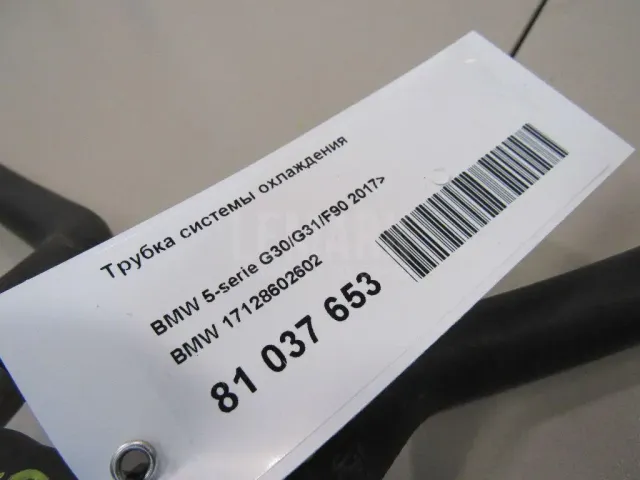 Трубка системы охлаждения
BMW 5-serie G30/G31/F90 2017>
BMW 17128602602
81 037 653